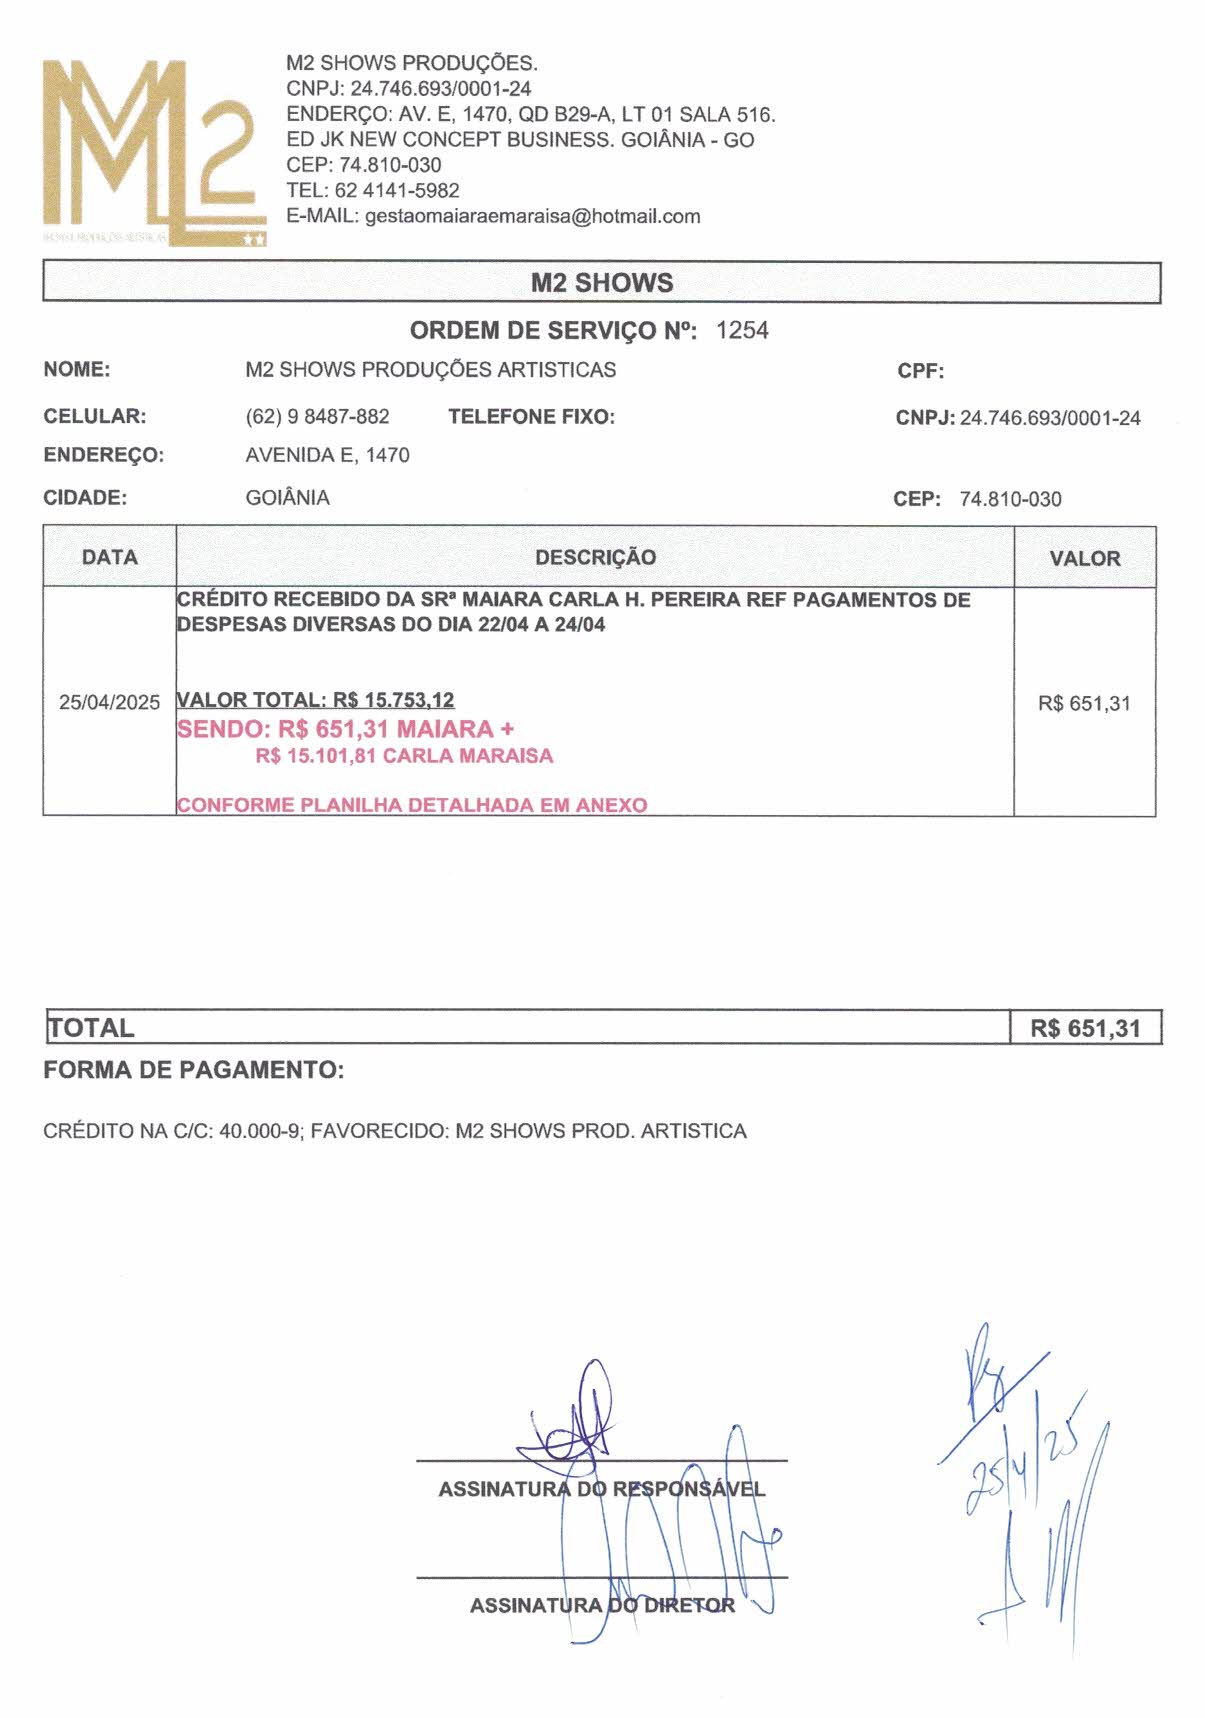 M2
M2 SHOWS PRODUÇÕES.
CNPJ: 24.746.693/0001-24
ENDERÇO: AV. E, 1470, QD B29-A, LT 01 SALA 516.
ED JK NEW CONCEPT BUSINESS. GOIÂNIA - GO
CEP: 74.810-030
TEL: 62 4141-5982
E-MAIL: gestaomaiaraemaraisa@hotmail.com
M2 SHOWS
ORDEM DE SERVIÇO Nº: 1254
NOME: M2 SHOWS PRODUÇÕES ARTISTICAS CPF:
CELULAR: (62) 9 8487-882 TELEFONE FIXO: CNPJ: 24.746.693/0001-24
ENDEREÇO: AVENIDA E, 1470
CIDADE: GOIÂNIA CEP: 74.810-030
DATA DESCRIÇÃO VALOR
CRÉDITO RECEBIDO DA SRª MAIARA CARLA H. PEREIRA REF PAGAMENTOS DE
DESPESAS DIVERSAS DO DIA 22/04 A 24/04
25/04/2025 VALOR TOTAL: R$ 15.753,12 R$ 651,31
SENDO: R$ 651,31 MAIARA +
R$ 15.101,81 CARLA MARAISA
CONFORME PLANILHA DETALHADA EM ANEXO
TOTAL R$ 651,31
FORMA DE PAGAMENTO:
CRÉDITO NA C/C: 40.000-9; FAVORECIDO: M2 SHOWS PROD. ARTISTICA
ASSINATURA DO RESPONSÁVEL
ASSINATURA DO DIRETOR
25/4/25